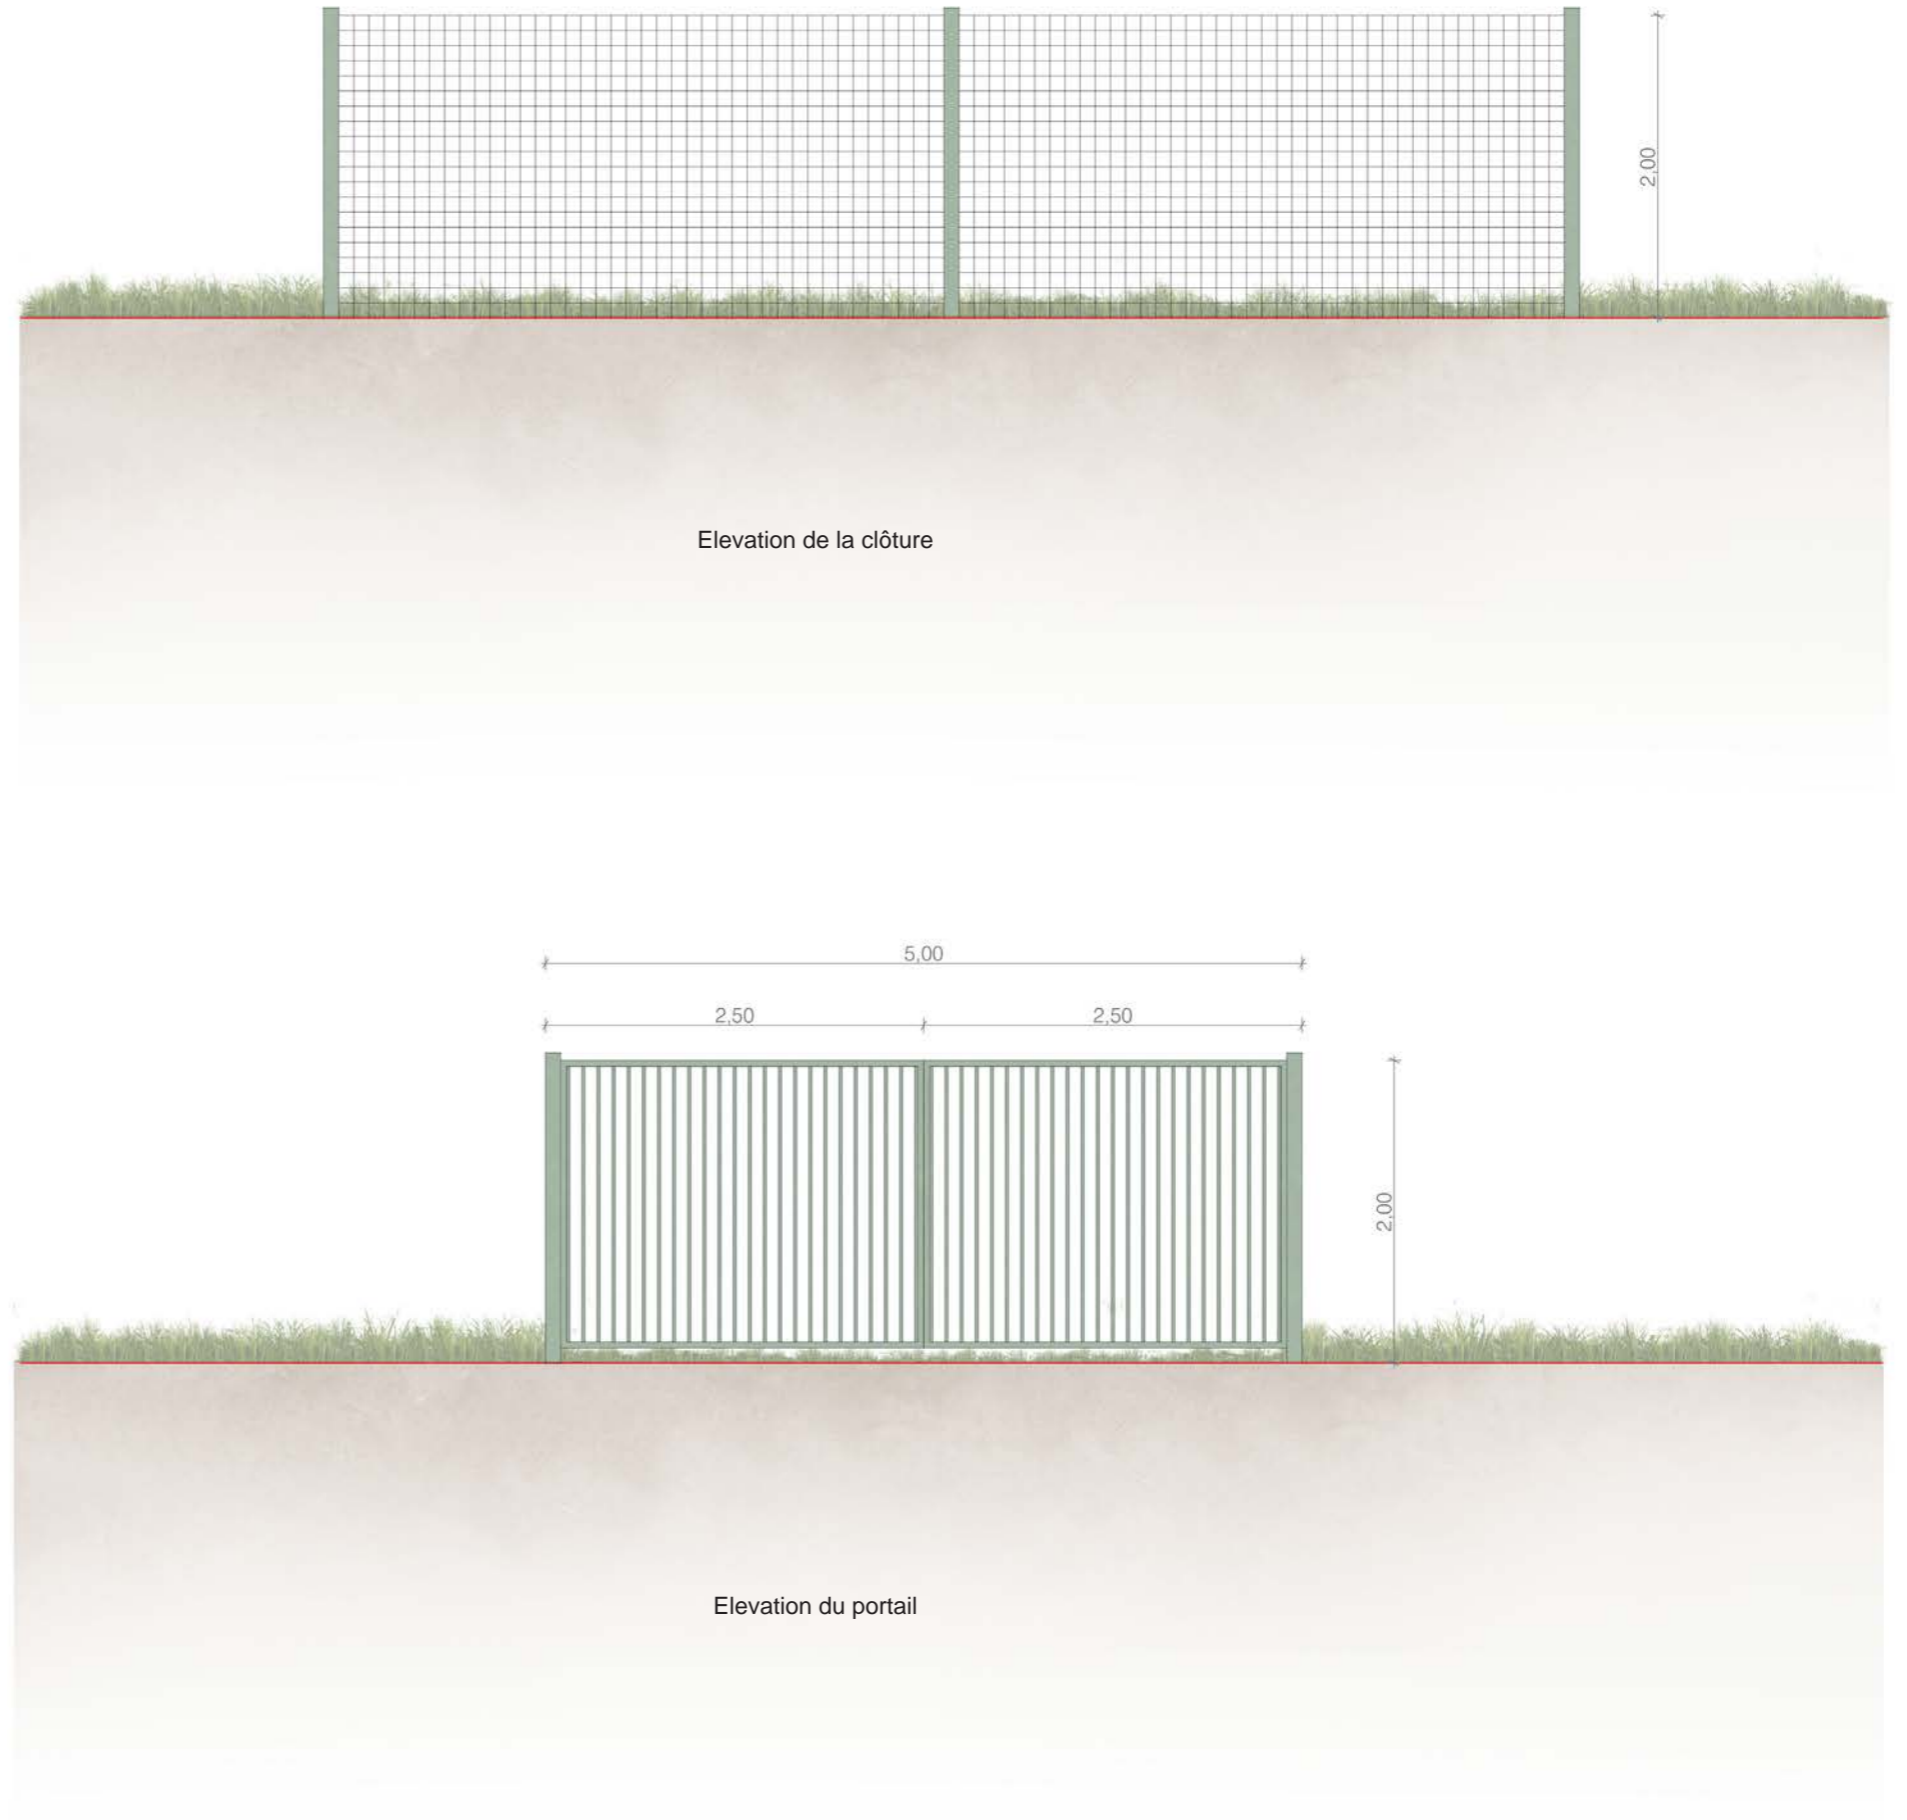 2,00
Elevation de la clôture
5,00
2,50 2,50
2,00
Elevation du portail